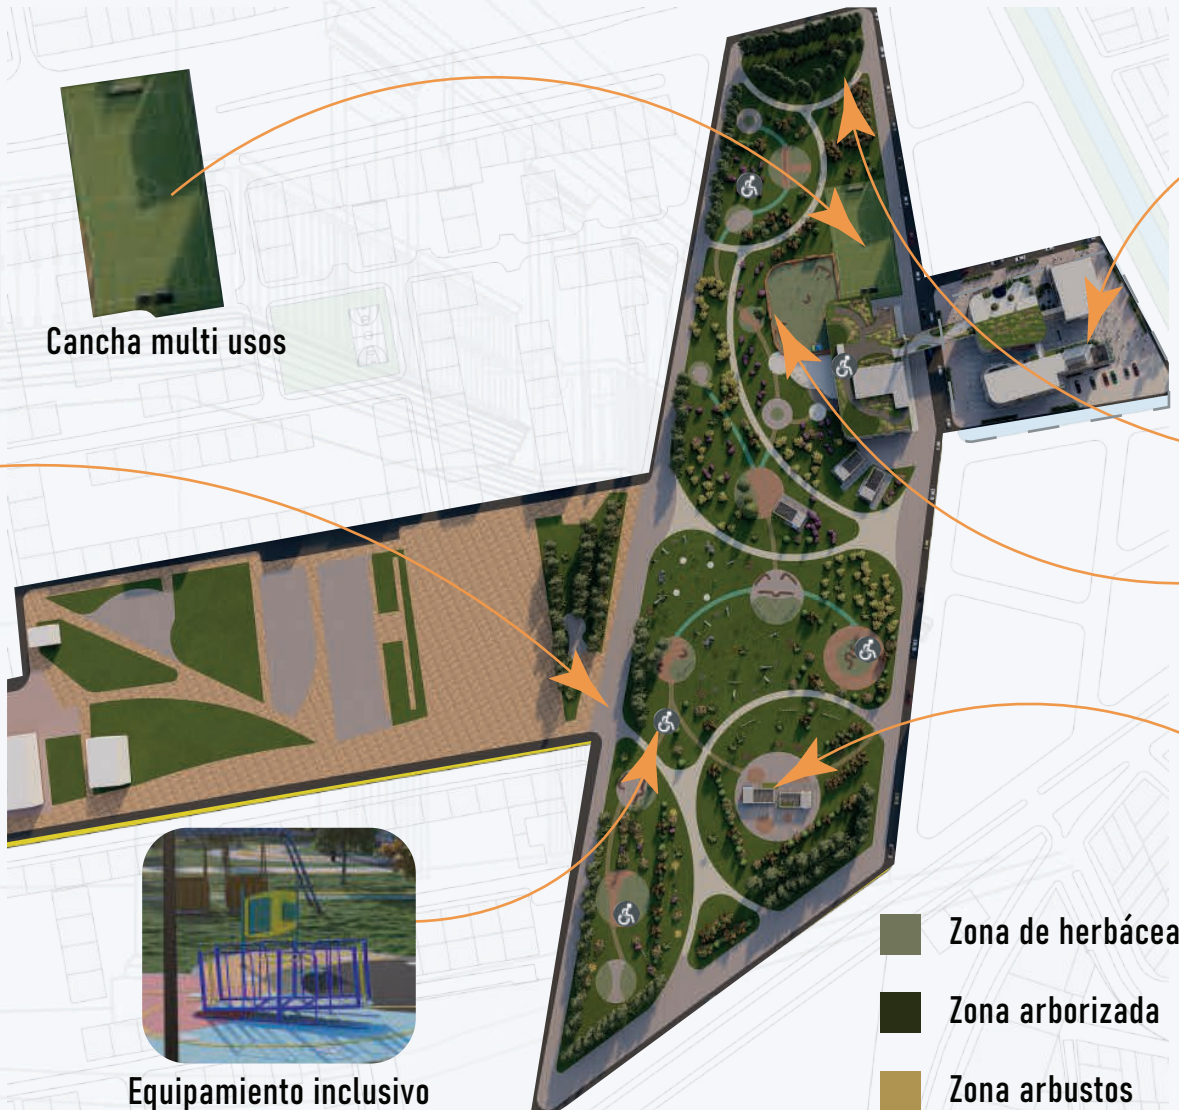 Cancha multi usos
Equipamiento inclusivo
Zona de herbácea
Zona arborizada
Zona arbustos